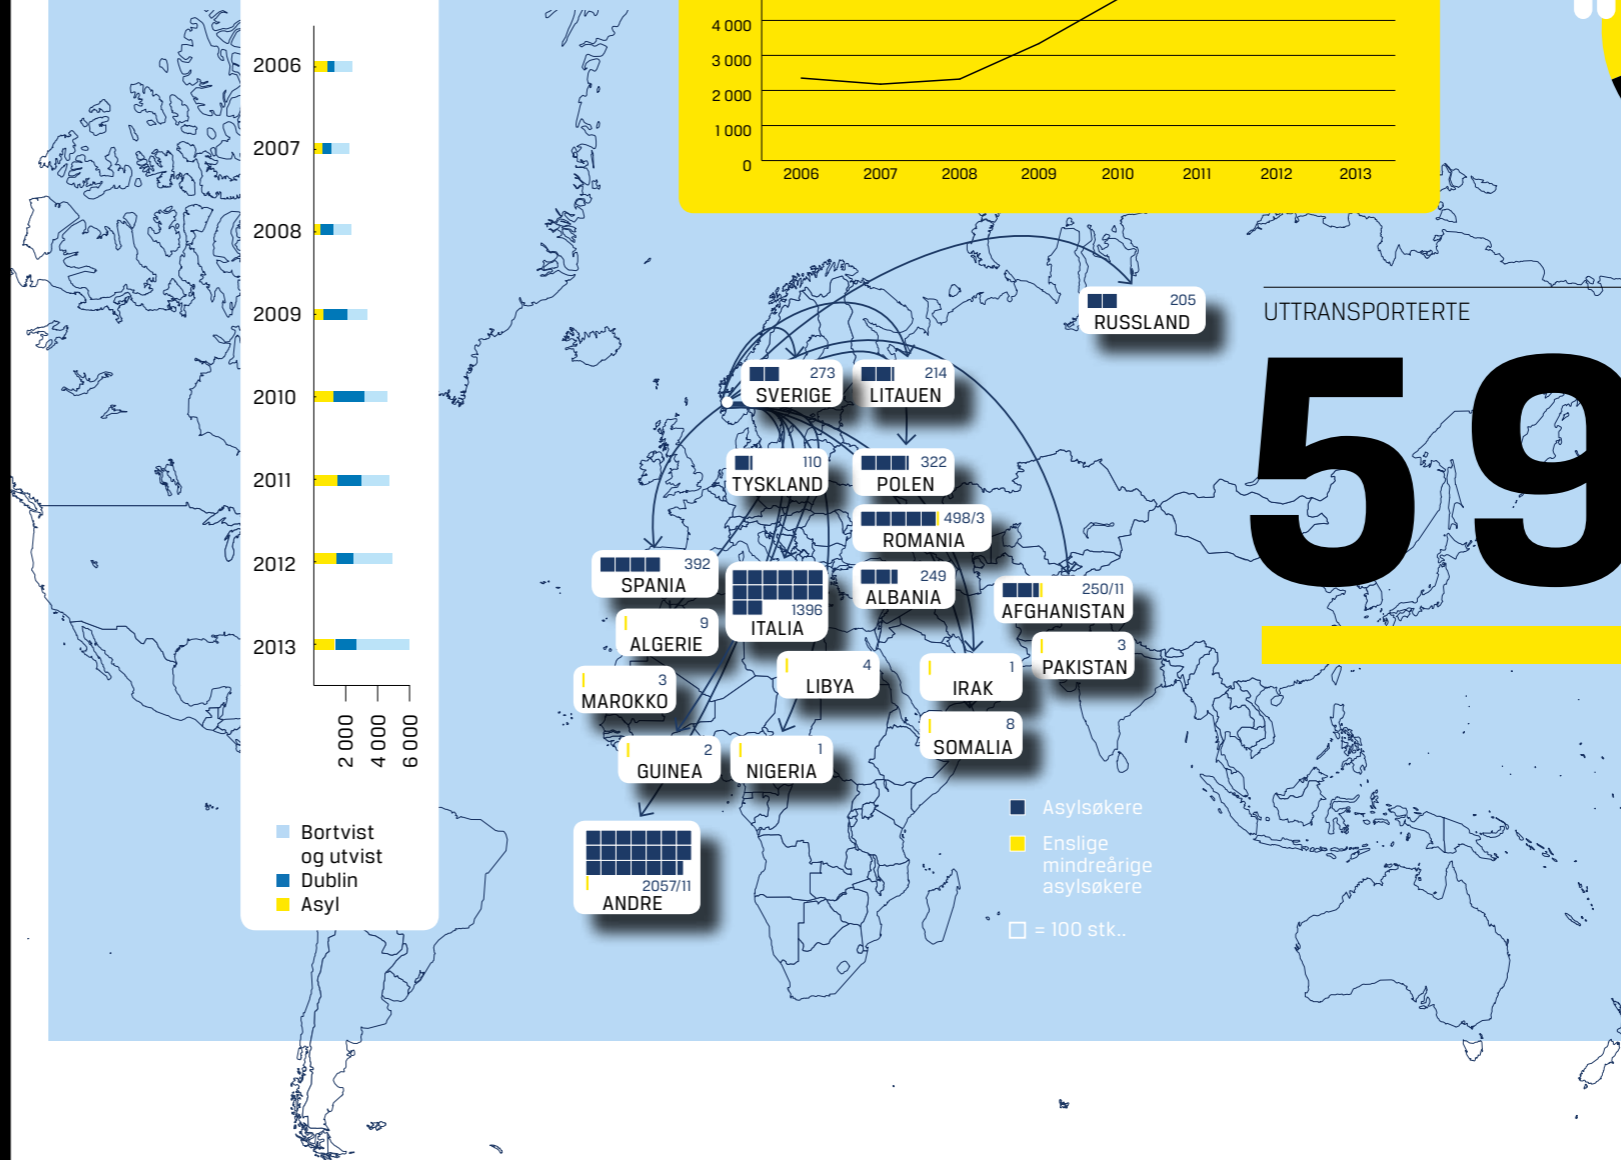 2006
2007
2008
2009
2010
2011
2012
2013
2 000
4 000
6 000
Bortvist
og utvist
Dublin
Asyl
4 000
3 000
2 000
1 000
0
2006 2007 2008 2009 2010 2011 2012 2013
205
RUSSLAND
UTTRANSPORTERTE
59
273
SVERIGE
214
LITAUEN
110
TYSKLAND
322
POLEN
498/3
ROMANIA
392
SPANIA
1396
ITALIA
249
ALBANIA
250/11
AFGHANISTAN
9
ALGERIE
3
PAKISTAN
4
LIBYA
1
IRAK
3
MAROKKO
8
SOMALIA
2
GUINEA
1
NIGERIA
2057/11
ANDRE
Asylsøkere
Enslige
mindreårige
asylsøkere
= 100 stk..